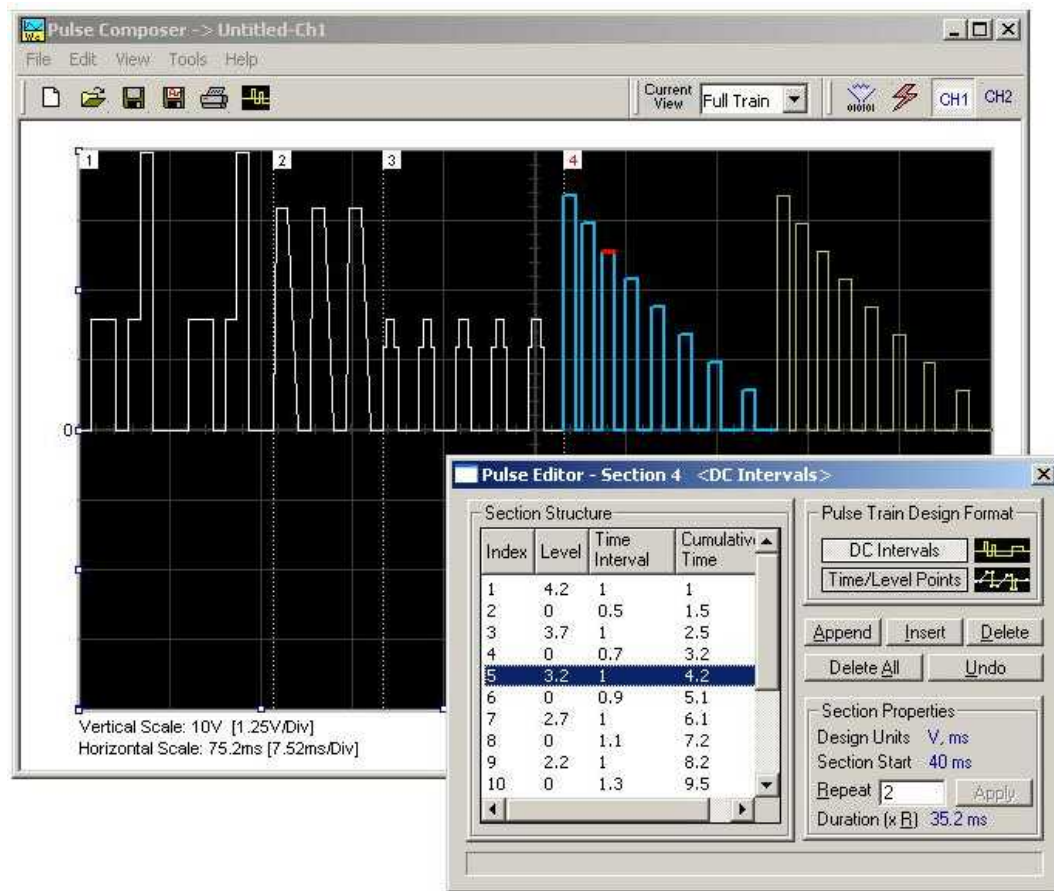 Pulse Composer -> Untitled-Ch1
File Edit View Tools Help
Current View Full Train
010101
CH1 CH2
1 2 3 4
0
Vertical Scale: 10V [1.25V/Div]
Horizontal Scale: 75.2ms [7.52ms/Div]
Pulse Editor - Section 4 <DC Intervals>
Section Structure
Index Level Time Interval Cumulativ Time
1 4.2 1 1
2 0 0.5 1.5
3 3.7 1 2.5
4 0 0.7 3.2
5 3.2 1 4.2
6 0 0.9 5.1
7 2.7 1 6.1
8 0 1.1 7.2
9 2.2 1 8.2
10 0 1.3 9.5
Pulse Train Design Format
DC Intervals
Time/Level Points
Append Insert Delete
Delete All Undo
Section Properties
Design Units V, ms
Section Start 40 ms
Repeat 2 Apply
Duration (x R) 35.2 ms